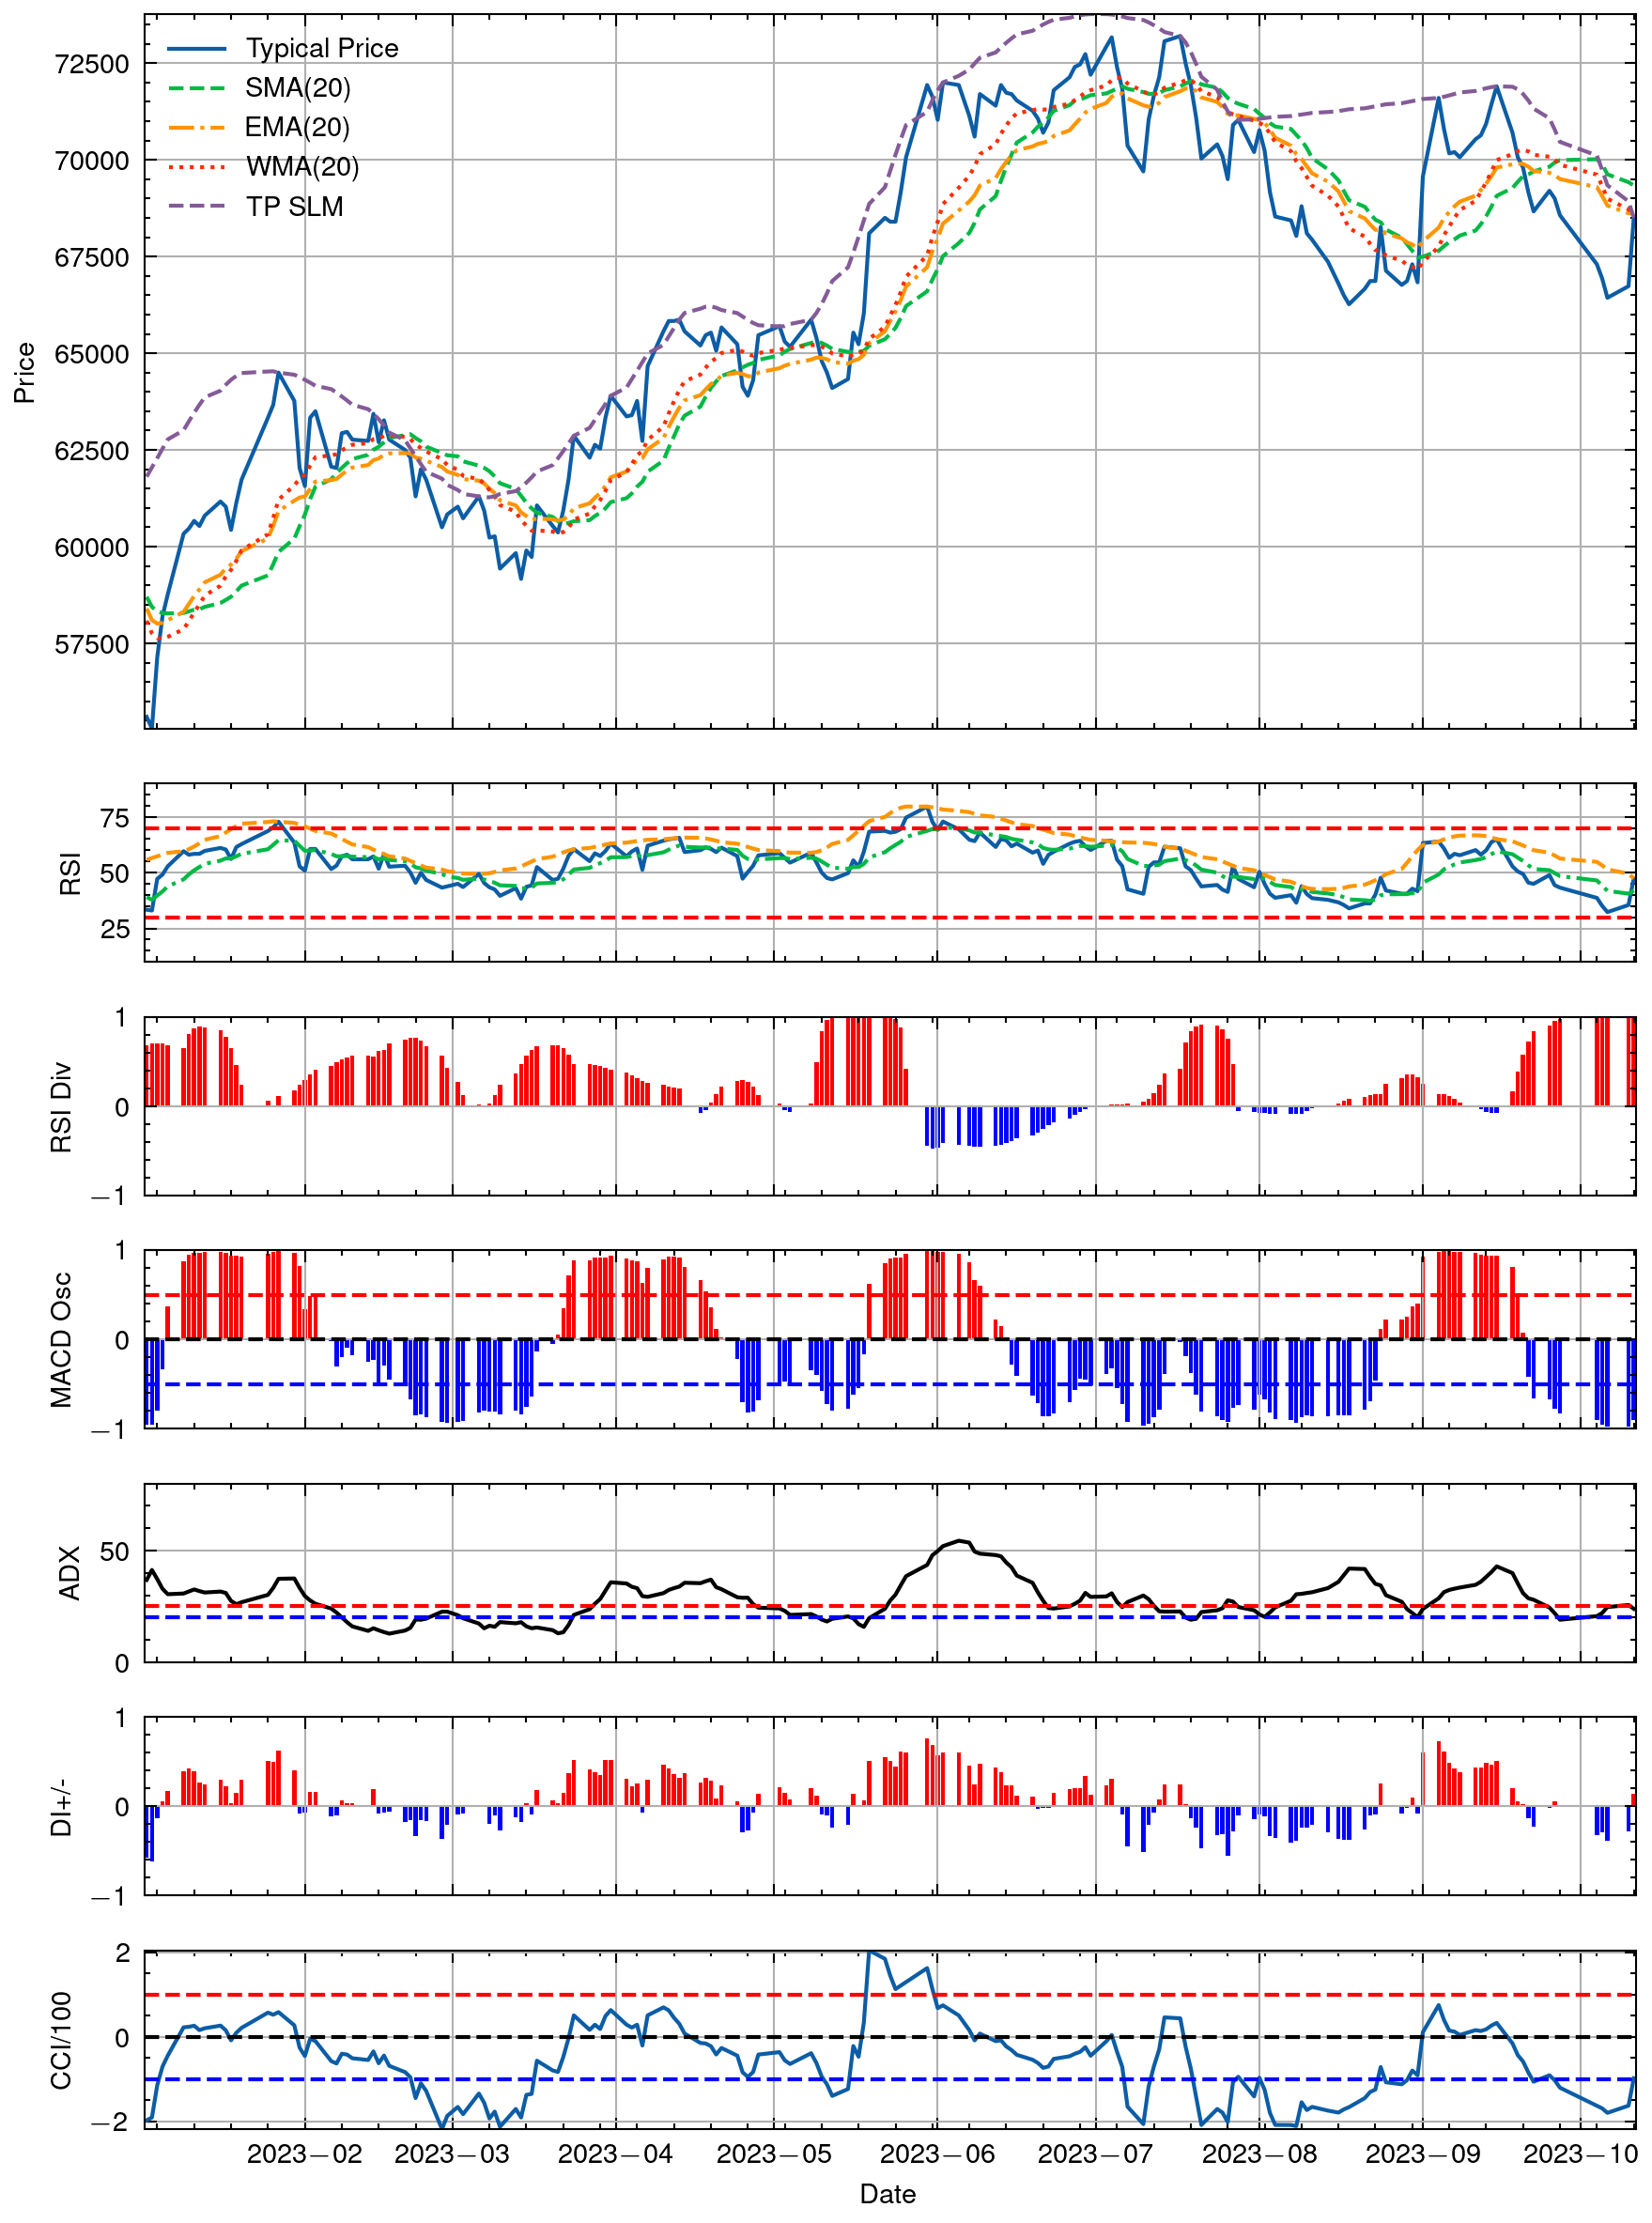 Price
72500
70000
67500
65000
62500
60000
57500
Typical Price
SMA(20)
EMA(20)
WMA(20)
TP SLM
RSI
75
50
25
RSI Div
1
0
−1
MACD Osc
1
0
−1
ADX
50
0
DI+/-
1
0
−1
CCI/100
2
0
−2
2023−02 2023−03 2023−04 2023−05 2023−06 2023−07 2023−08 2023−09 2023−10
Date